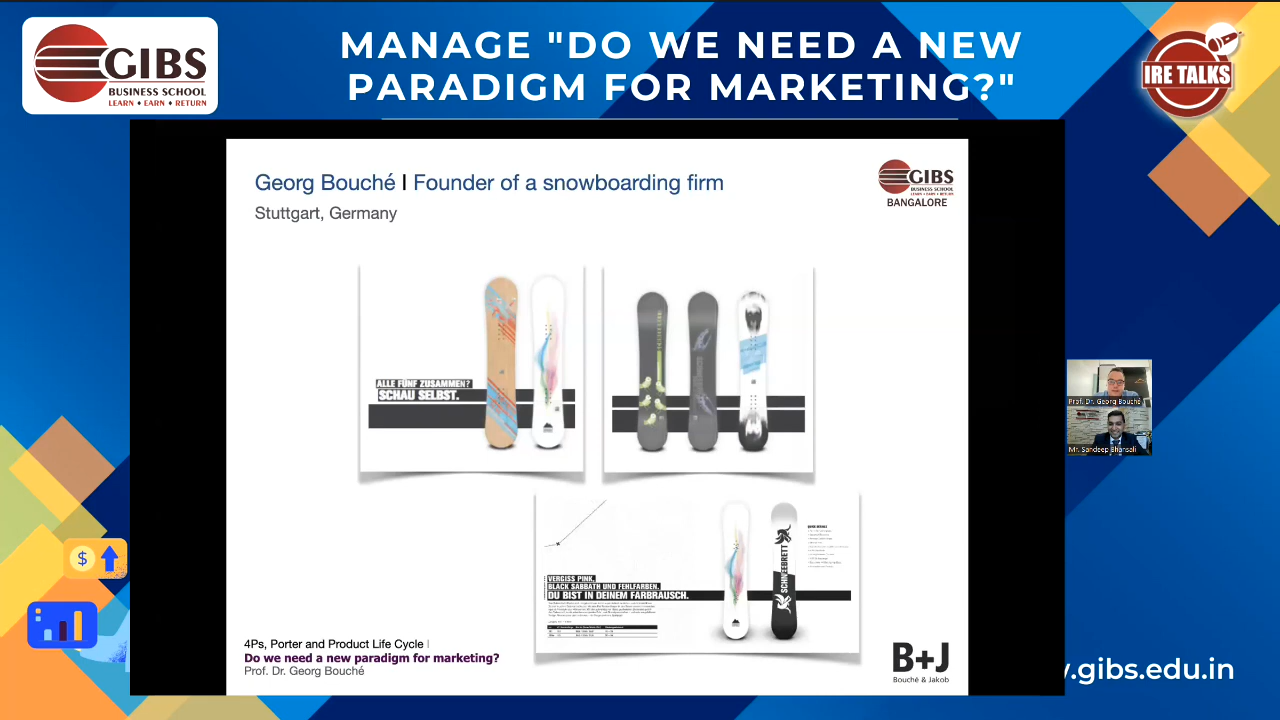 GIBS
BUSINESS SCHOOL
LEARN ♦ EARN ♦ RETURN
MANAGE "DO WE NEED A NEW
PARADIGM FOR MARKETING?"
IRE TALKS
Georg Bouché I Founder of a snowboarding firm
Stuttgart, Germany
GIBS
BUSINESS SCHOOL
LEARN ♦ EARN ♦ RETURN
BANGALORE
ALLE FÜNF ZUSAMMEN?
SCHAU SELBST.
VERGISS PINK,
BLACK SABBATH UND FEHLFARBEN.
DU BIST IN DEINEM FARBRAUSCH.
SCHNEEBRETT
Prof. Dr. Georg Bouché
Mr. Sandeep Bhansali
4Ps, Porter and Product Life Cycle |
Do we need a new paradigm for marketing?
Prof. Dr. Georg Bouché
B+J
Bouché & Jakob
.gibs.edu.in
$